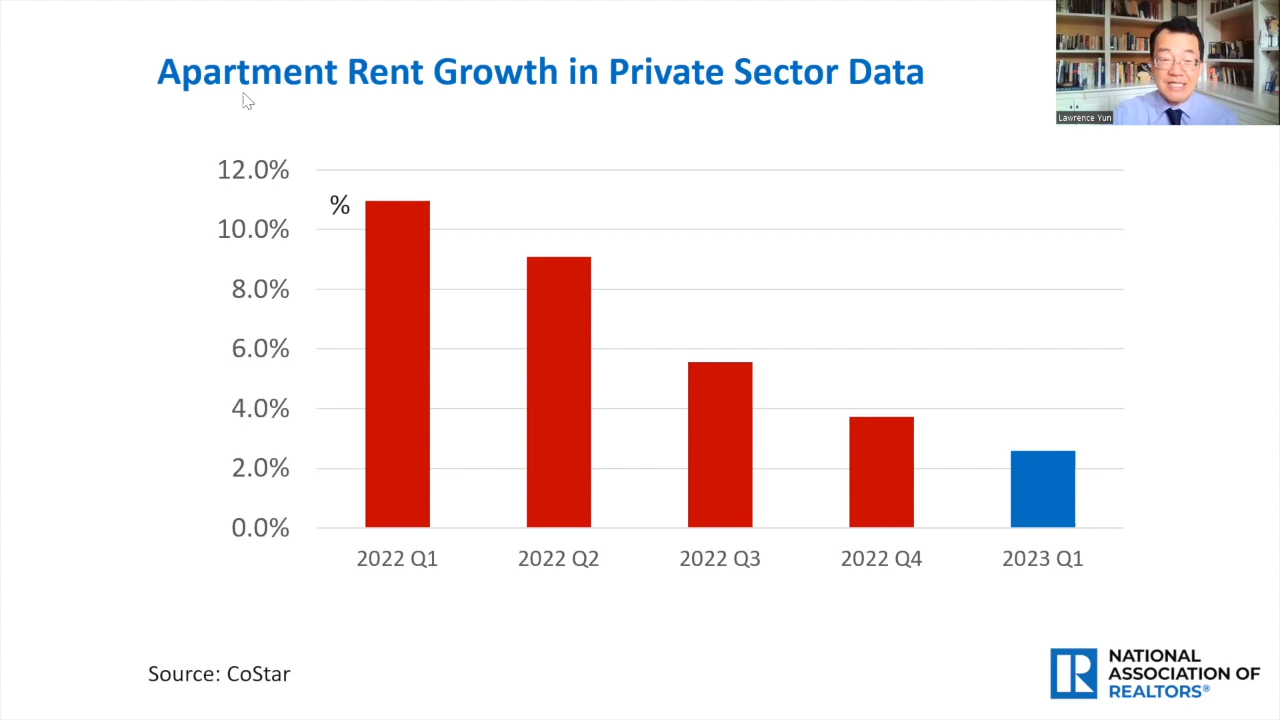 Apartment Rent Growth in Private Sector Data
Lawrence Yun
12.0%
%
10.0%
8.0%
6.0%
4.0%
2.0%
0.0%
2022 Q1
2022 Q2
2022 Q3
2022 Q4
2023 Q1
Source: CoStar
NATIONAL
ASSOCIATION OF
REALTORS®